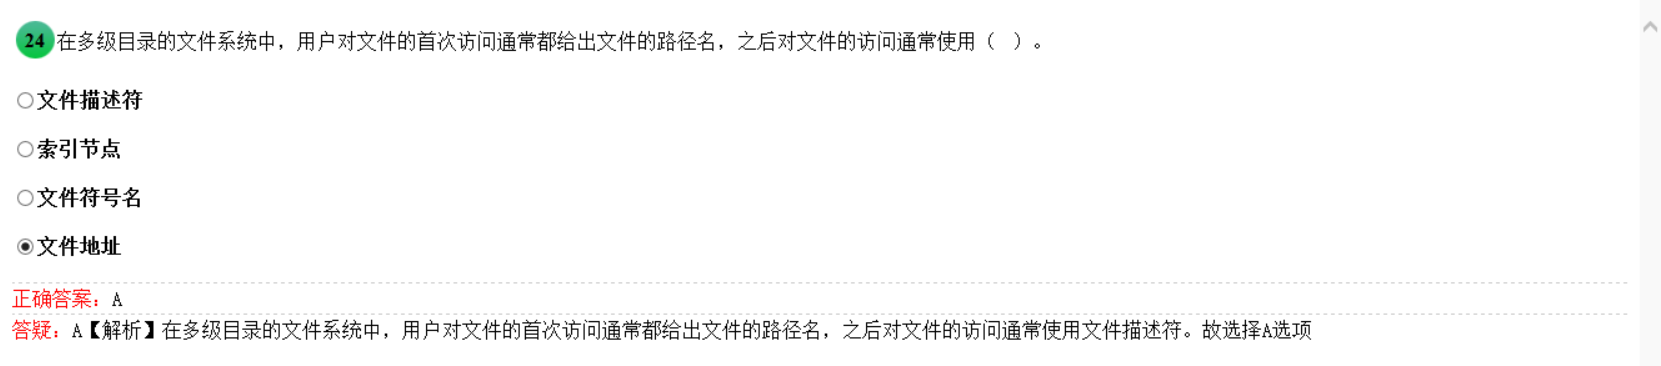 24 在多级目录的文件系统中，用户对文件的首次访问通常都给出文件的路径名，之后对文件的访问通常使用（ ）。
文件描述符
索引节点
文件符号名
文件地址
正确答案：A
答疑：A【解析】在多级目录的文件系统中，用户对文件的首次访问通常都给出文件的路径名，之后对文件的访问通常使用文件描述符。故选择A选项